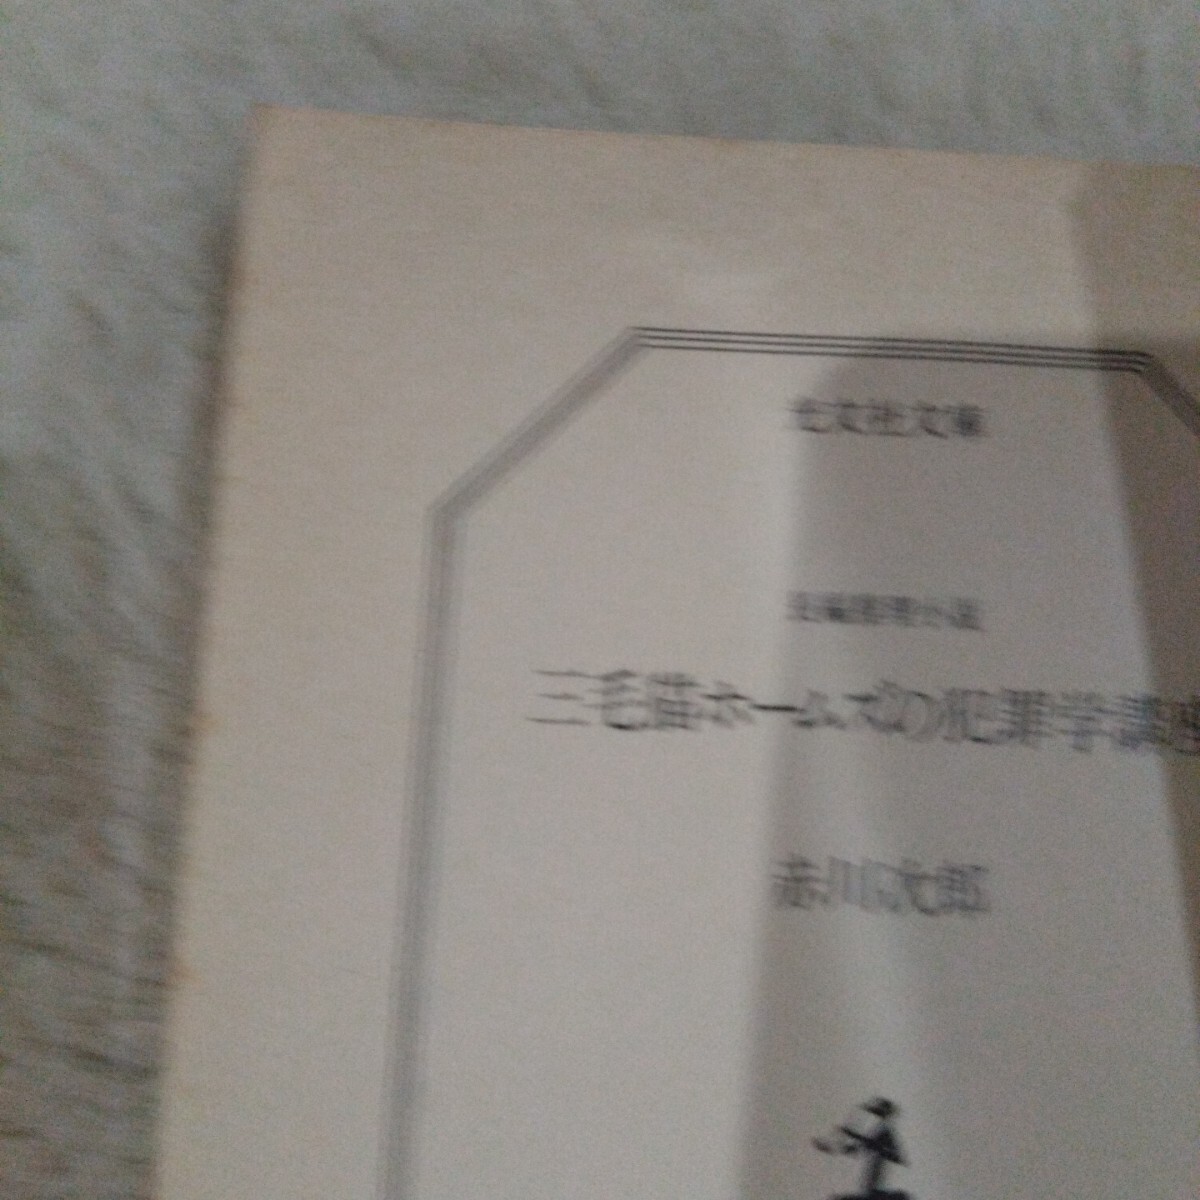 光文社文庫
長編推理小説
三毛猫ホームズの犯罪学講座
赤川次郎